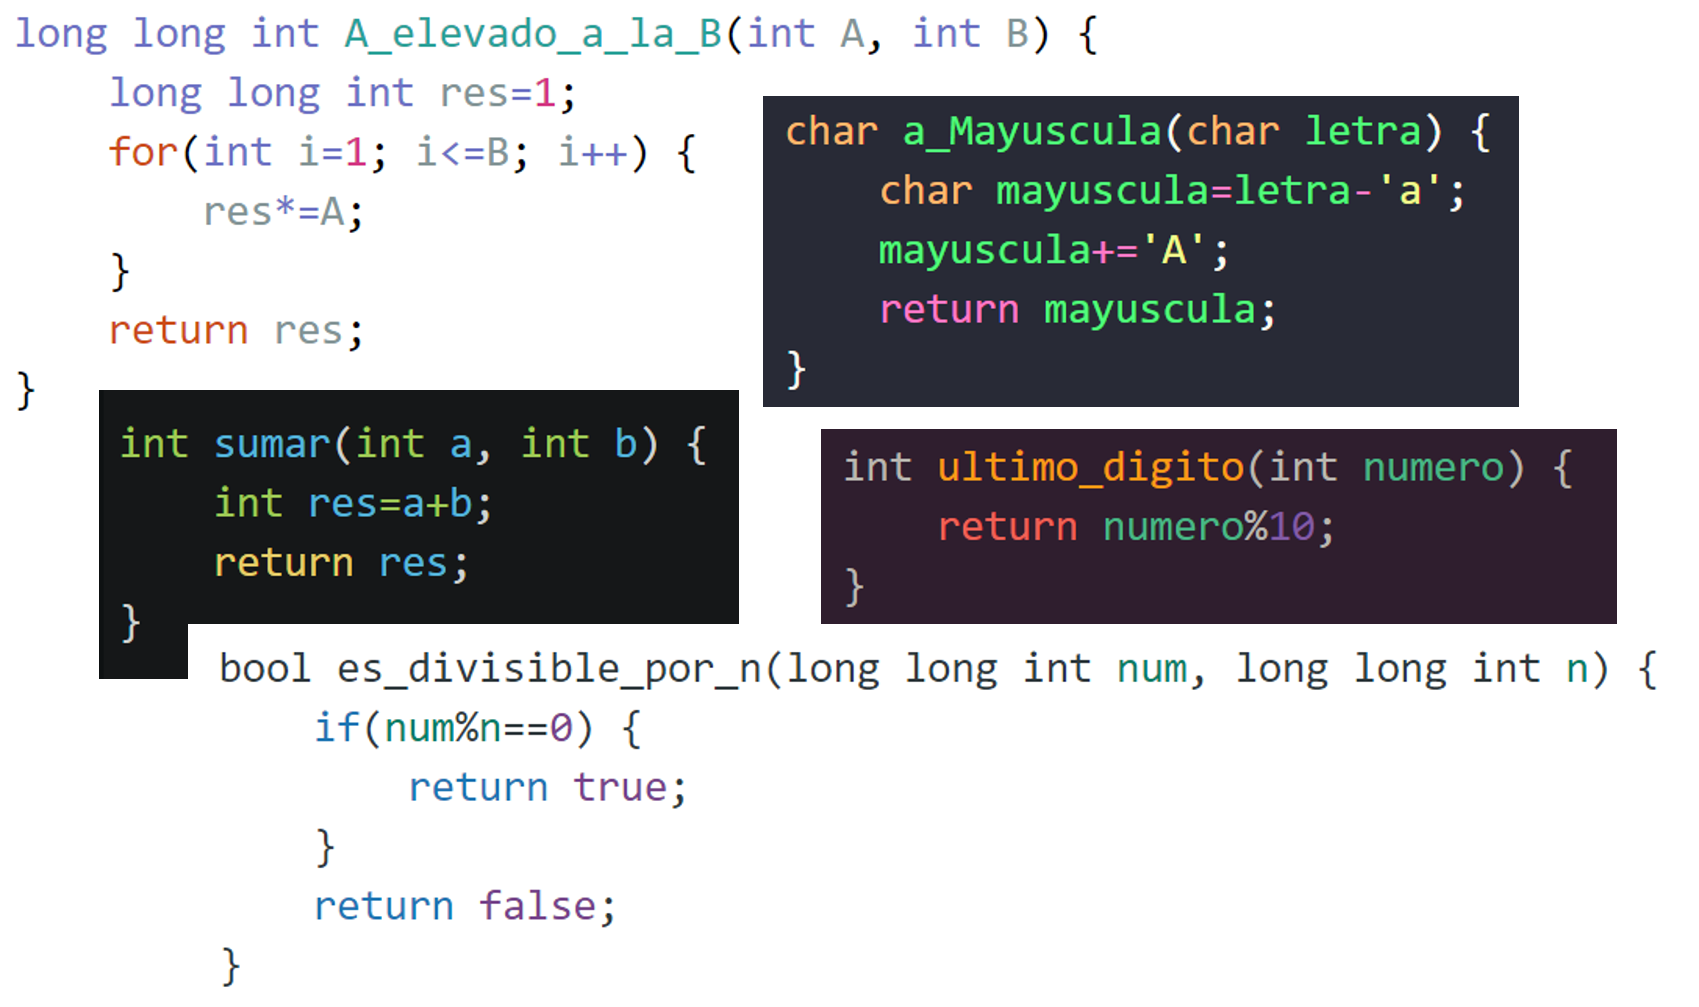 long long int A_elevado_a_la_B(int A, int B) {
    long long int res=1;
    for(int i=1; i<=B; i++) {
        res*=A;
    }
    return res;
}
char a_Mayuscula(char letra) {
    char mayuscula=letra-'a';
    mayuscula+='A';
    return mayuscula;
}
int sumar(int a, int b) {
    int res=a+b;
    return res;
}
int ultimo_digito(int numero) {
    return numero%10;
}
bool es_divisible_por_n(long long int num, long long int n) {
    if(num%n==0) {
        return true;
    }
    return false;
}